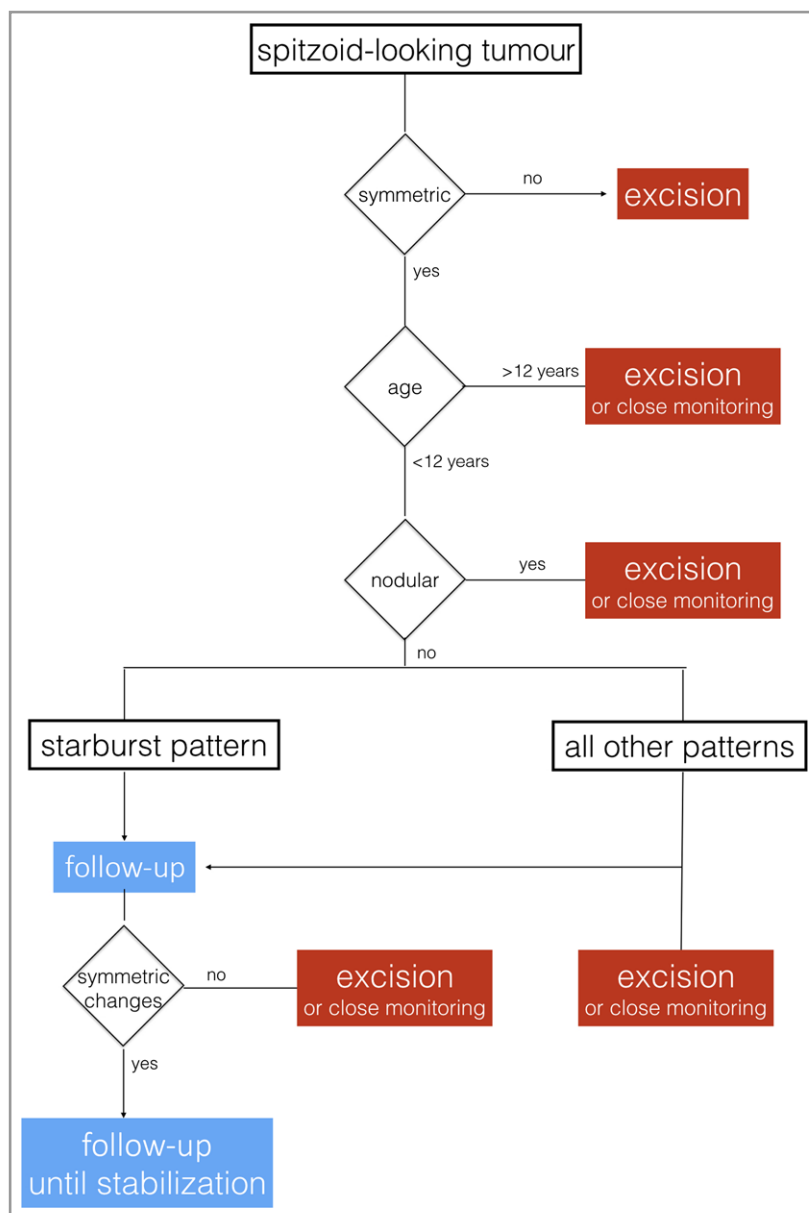 spitzoid-looking tumour
symmetric
no
excision
yes
age
>12 years
excision
or close monitoring
<12 years
nodular
yes
excision
or close monitoring
no
starburst pattern
all other patterns
follow-up
symmetric
changes
no
excision
or close monitoring
excision
or close monitoring
yes
follow-up
until stabilization